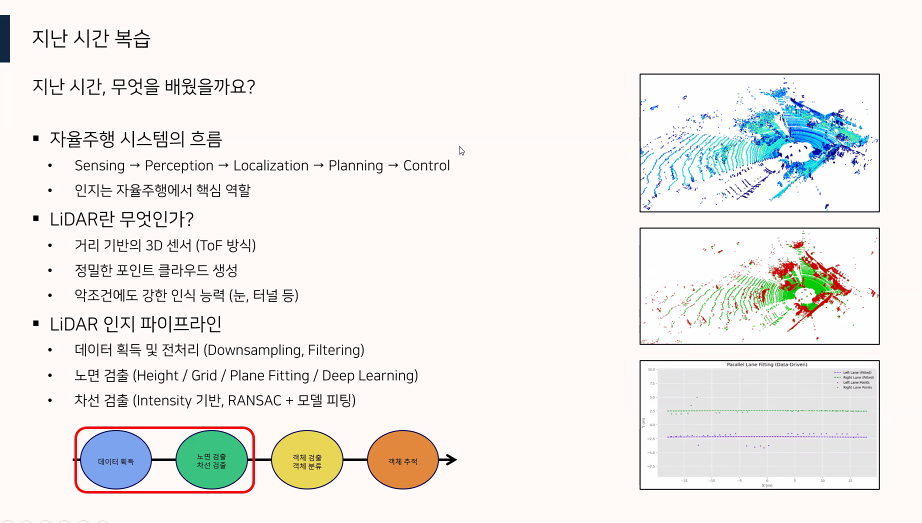 지난 시간 복습
지난 시간, 무엇을 배웠을까요?
▪ 자율주행 시스템의 흐름
• Sensing → Perception → Localization → Planning → Control
• 인지는 자율주행에서 핵심 역할
▪ LiDAR란 무엇인가?
• 거리 기반의 3D 센서 (ToF 방식)
• 정밀한 포인트 클라우드 생성
• 악조건에도 강한 인식 능력 (눈, 터널 등)
▪ LiDAR 인지 파이프라인
• 데이터 획득 및 전처리 (Downsampling, Filtering)
• 노면 검출 (Height / Grid / Plane Fitting / Deep Learning)
• 차선 검출 (Intensity 기반, RANSAC + 모델 피팅)
데이터 획득
노면 검출
차선 검출
객체 검출
객체 분류
객체 추적
Parallel Lane Fitting (Data-Driven)
Left Lane (Fitted)
Right Lane (Fitted)
Left Lane Points
Right Lane Points